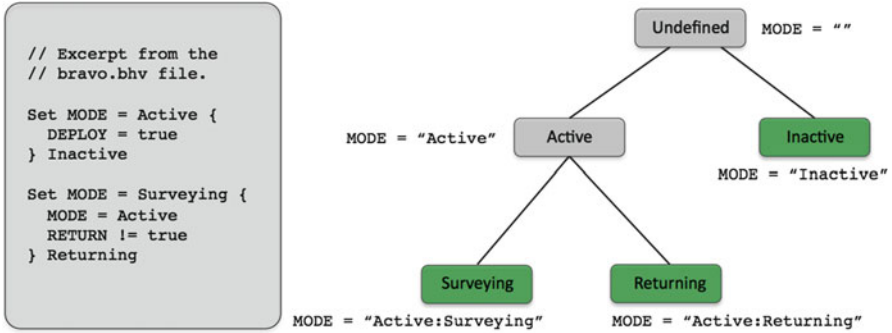 // Excerpt from the
// bravo.bhv file.
Set MODE = Active {
DEPLOY = true
} Inactive
Set MODE = Surveying {
MODE = Active
RETURN != true
} Returning
Undefined
MODE = “”
MODE = “Active”
Active
Inactive
MODE = “Inactive”
Surveying
Returning
MODE = “Active:Surveying”
MODE = “Active:Returning”